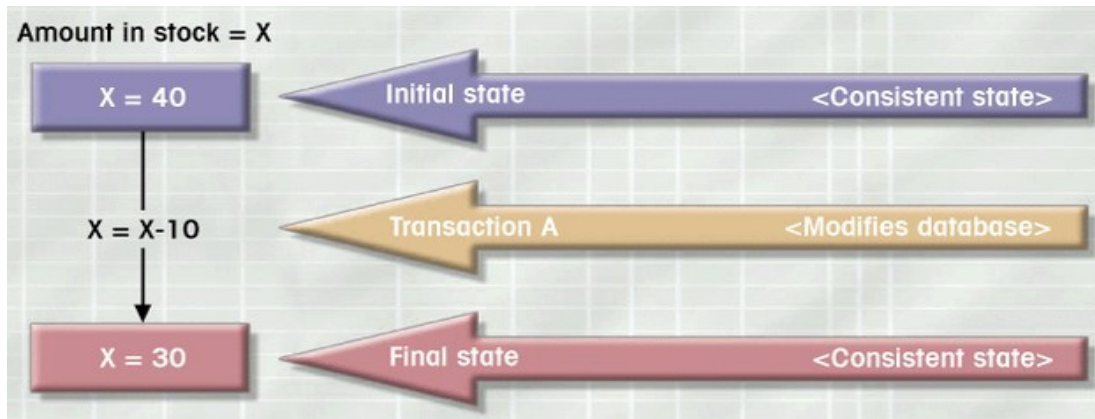 Amount in stock = X
X = 40
Initial state <Consistent state>
X = X-10
Transaction A <Modifies database>
X = 30
Final state <Consistent state>